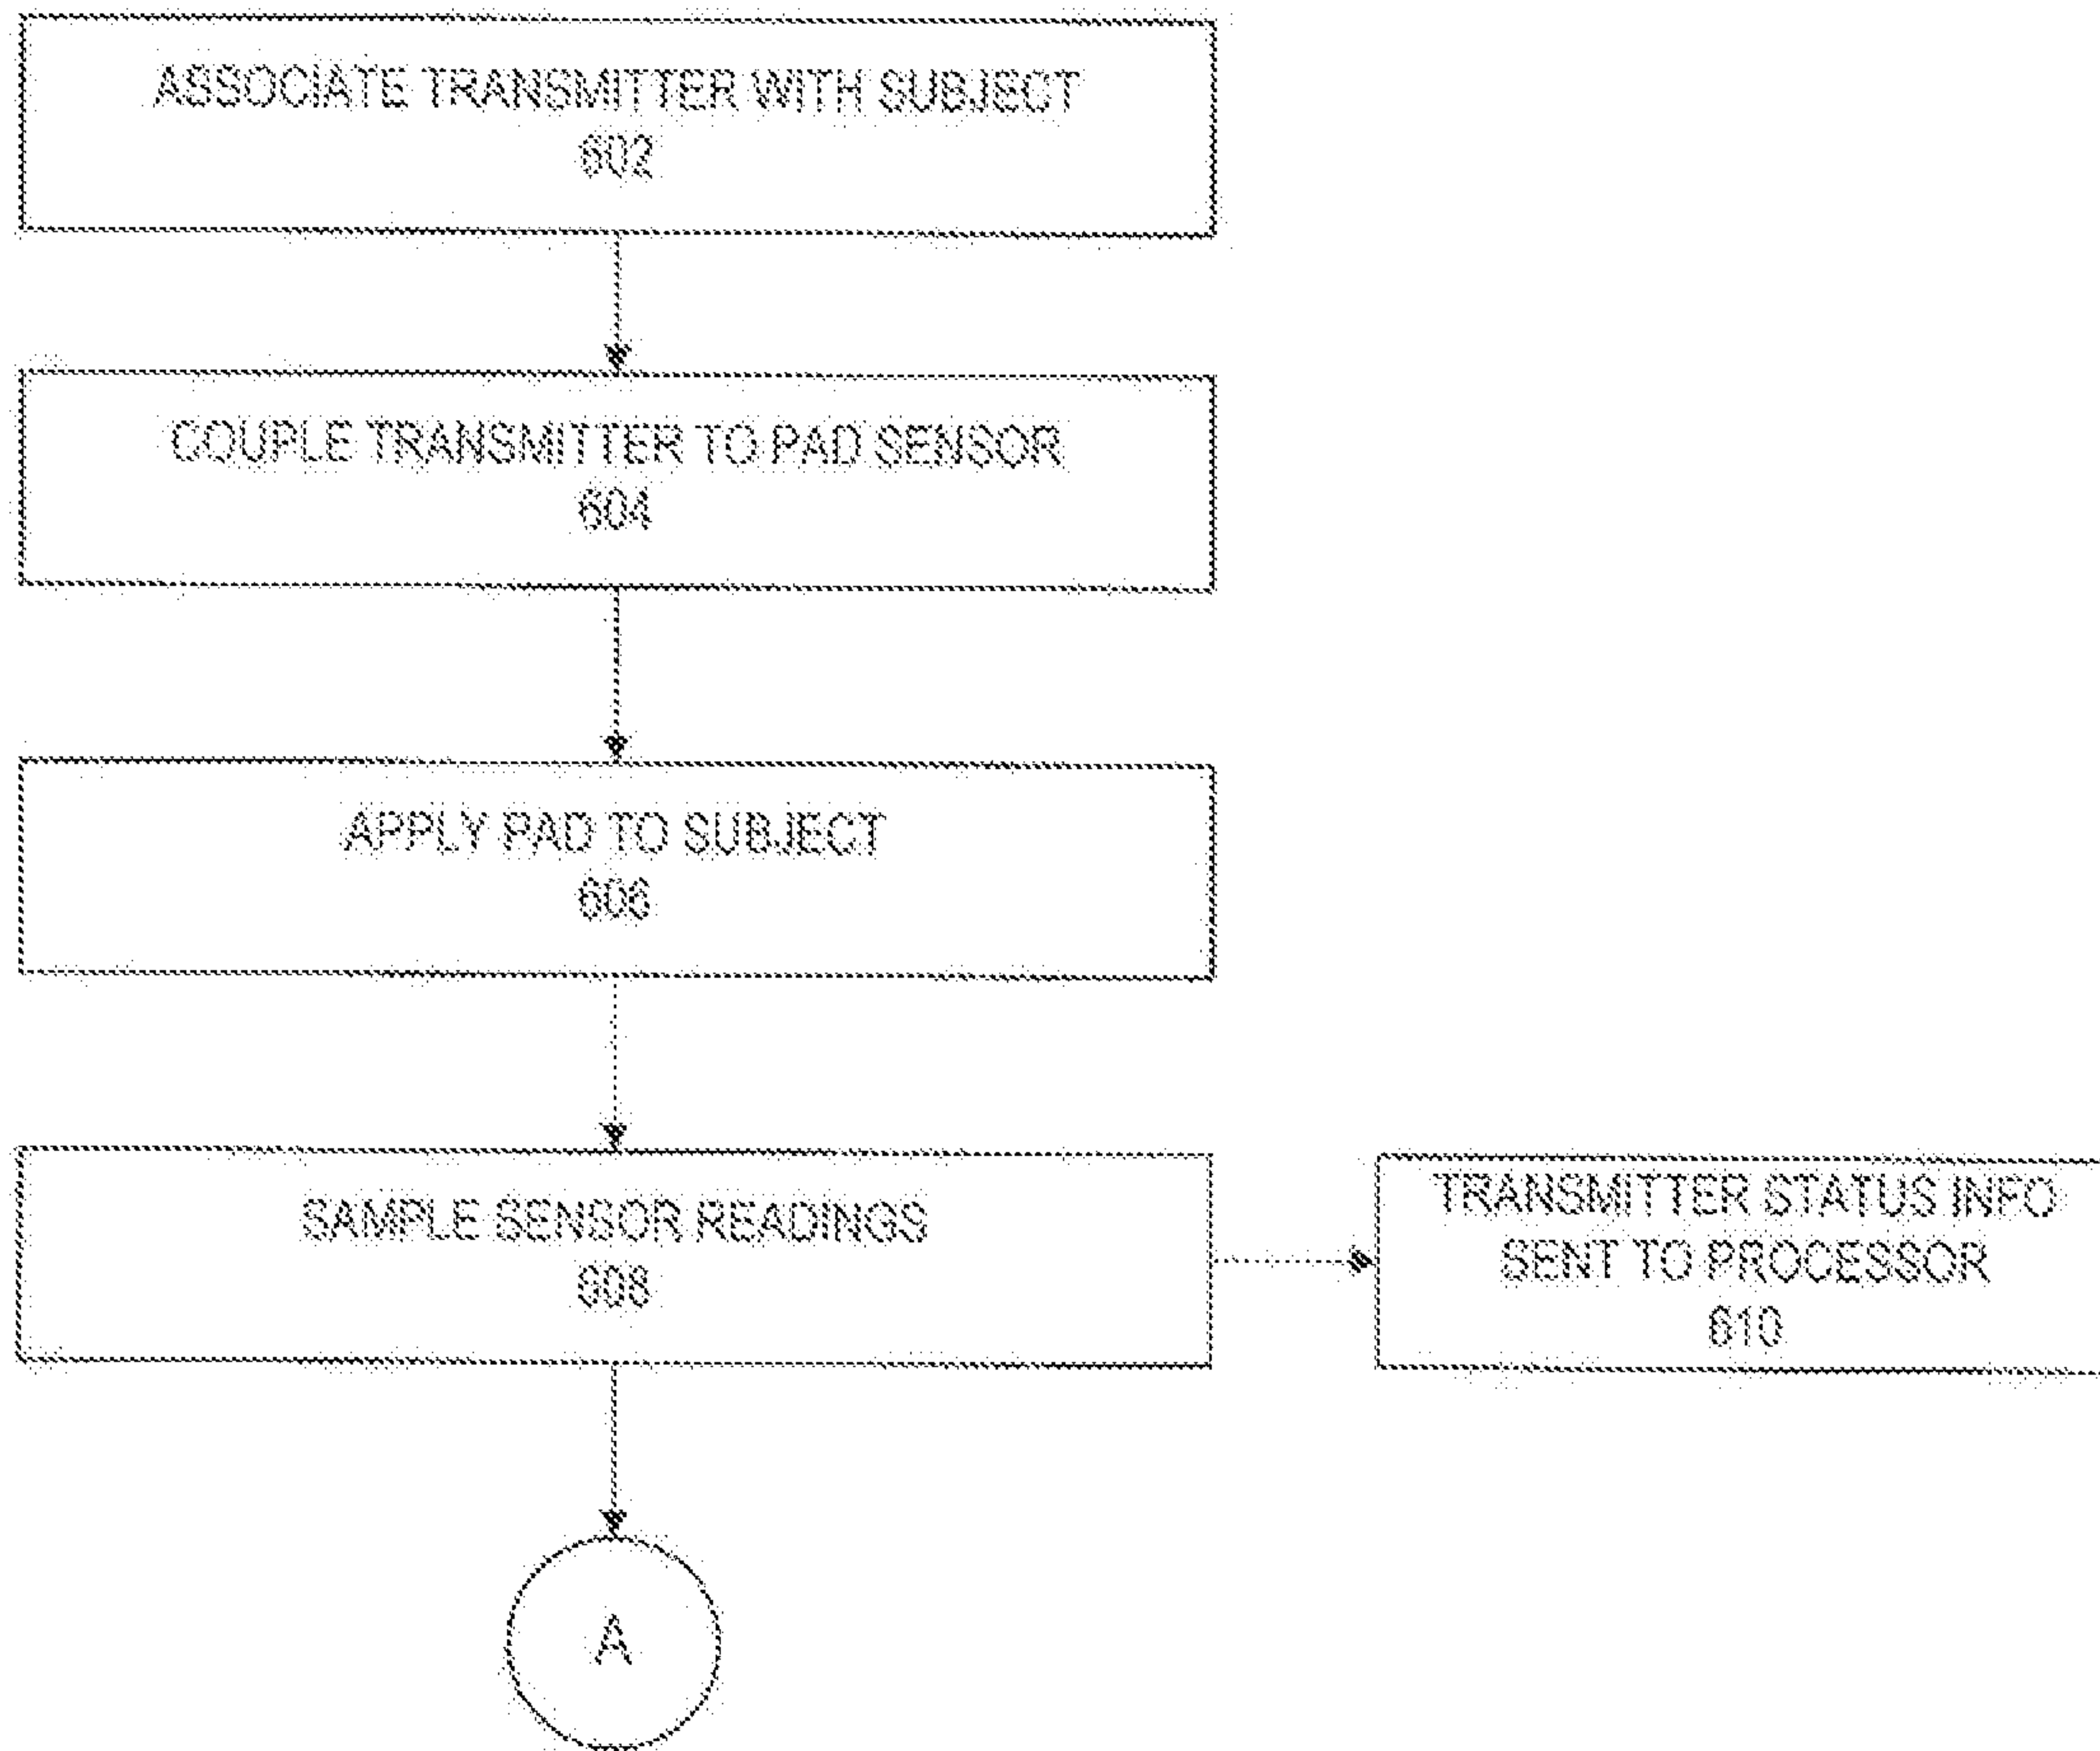 ASSOCIATE TRANSMITTER WITH SUBJECT
602
COUPLE TRANSMITTER TO PAD SENSOR
604
APPLY PAD TO SUBJECT
606
SAMPLE SENSOR READINGS
608
TRANSMITTER STATUS INFO
SENT TO PROCESSOR
610
A